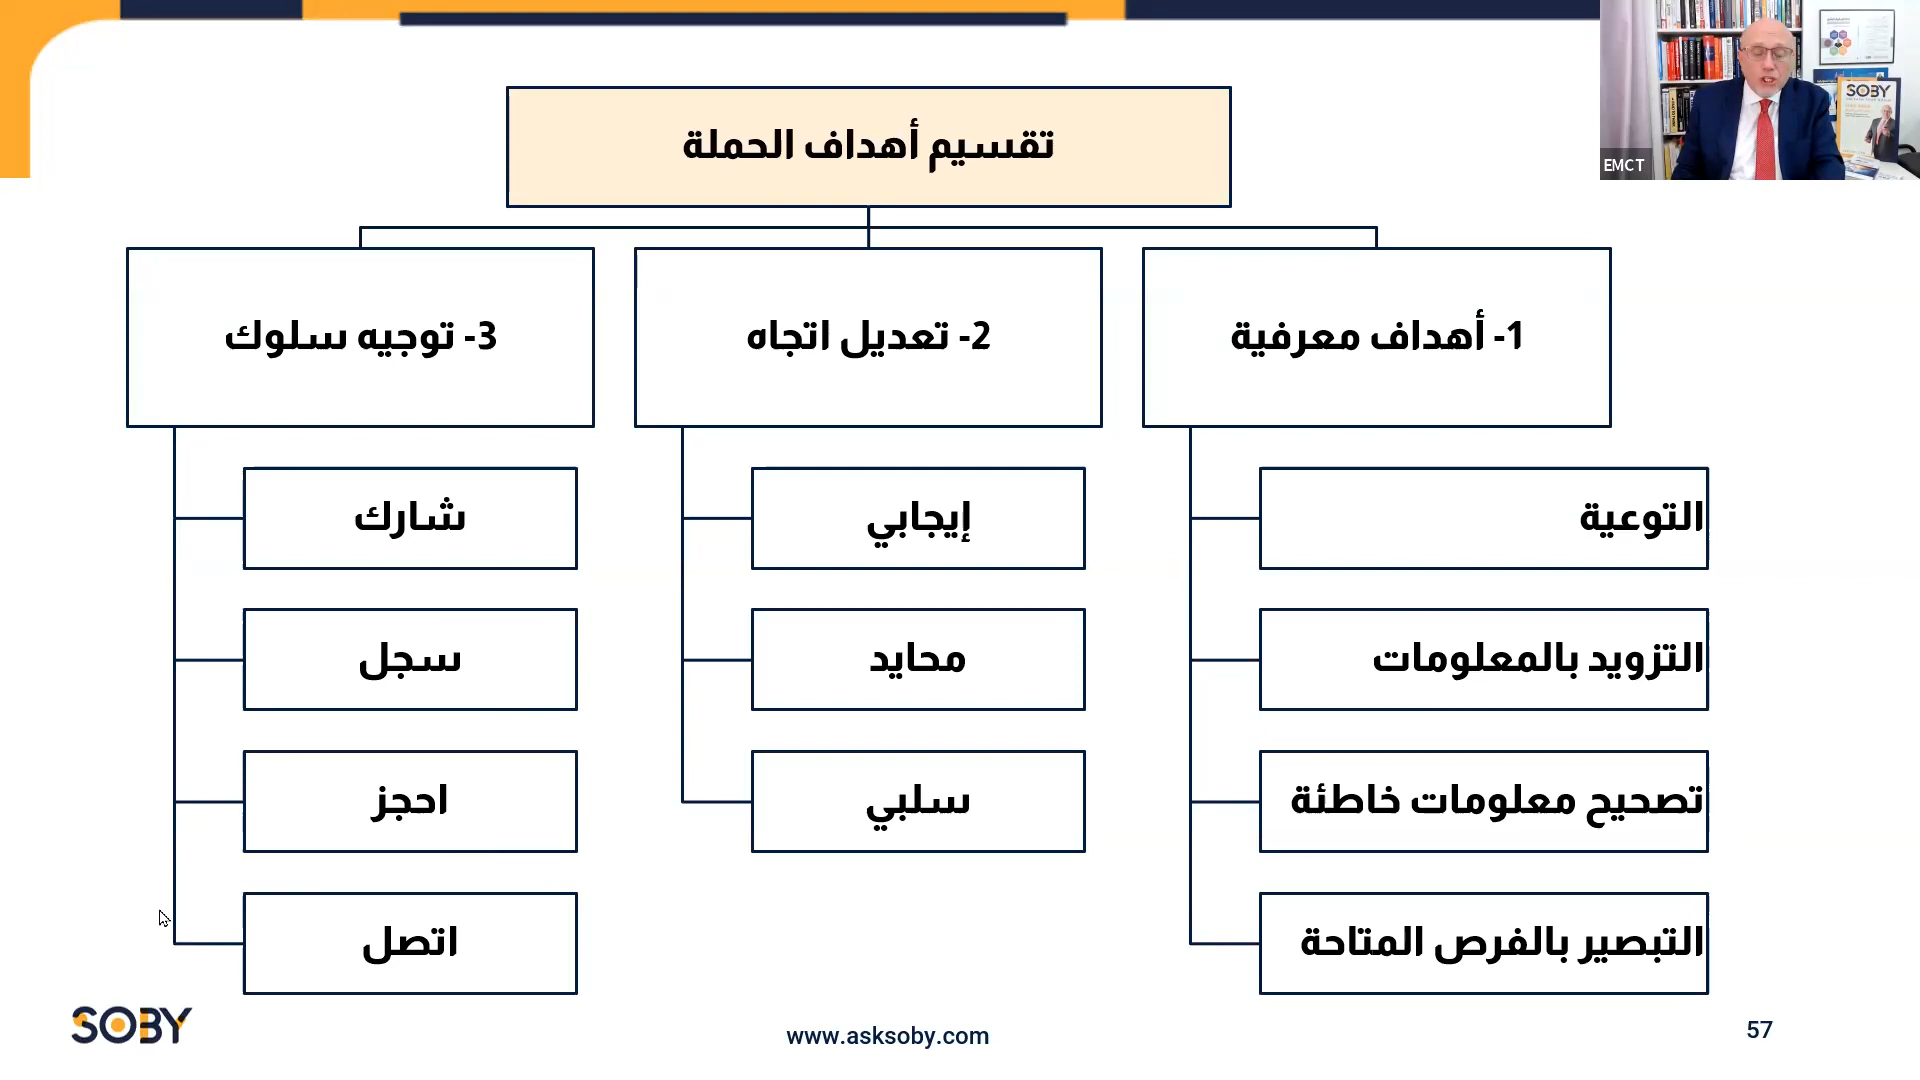 تقسيم أهداف الحملة
1- أهداف معرفية
التوعية
التزويد بالمعلومات
تصحيح معلومات خاطئة
التبصير بالفرص المتاحة
2- تعديل اتجاه
إيجابي
محايد
سلبي
3- توجيه سلوك
شارك
سجل
احجز
اتصل
SOBY
EMCT
SOBY
www.asksoby.com
57